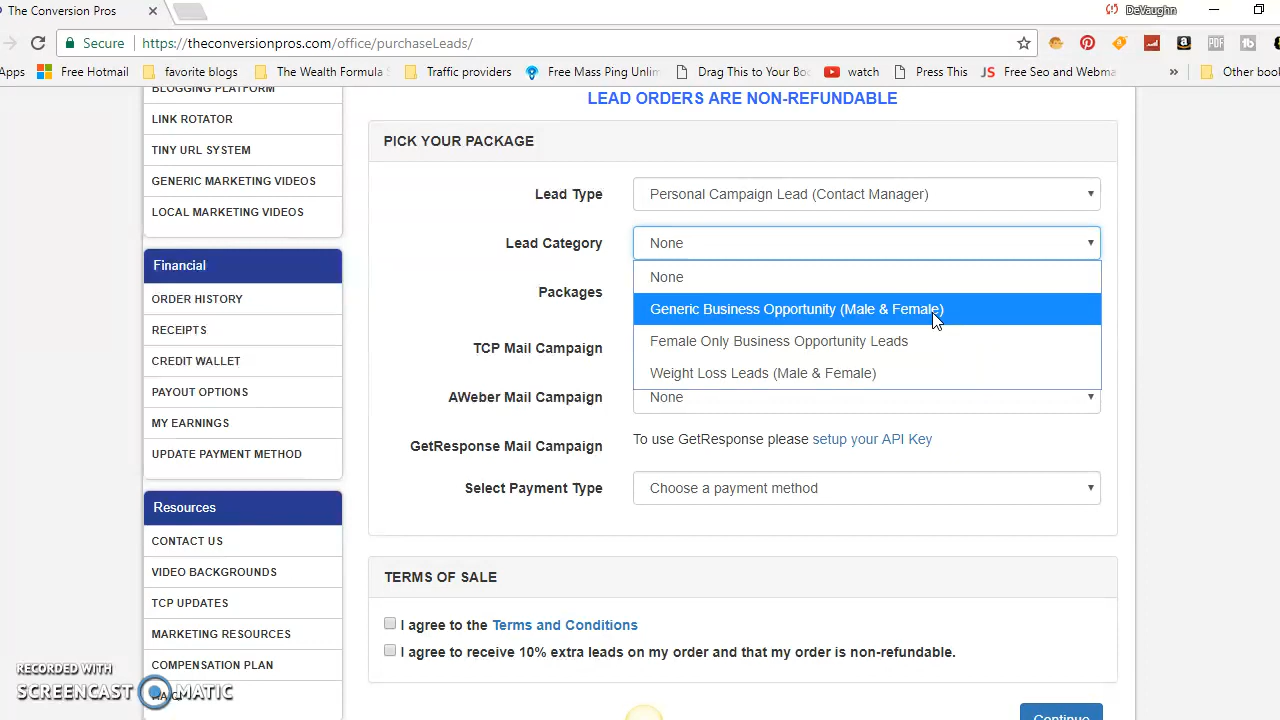 The Conversion Pros
DeVaughn
Secure
https://theconversionpros.com/office/purchaseLeads/
Apps
Free Hotmail
favorite blogs
The Wealth Formula
Traffic providers
Free Mass Ping Unlim
Drag This to Your Bo
watch
Press This
JS Free Seo and Webma
»
Other boo
BLOGGING PLATFORM
LINK ROTATOR
TINY URL SYSTEM
GENERIC MARKETING VIDEOS
LOCAL MARKETING VIDEOS
Financial
ORDER HISTORY
RECEIPTS
CREDIT WALLET
PAYOUT OPTIONS
MY EARNINGS
UPDATE PAYMENT METHOD
Resources
CONTACT US
VIDEO BACKGROUNDS
TCP UPDATES
MARKETING RESOURCES
COMPENSATION PLAN
LEAD ORDERS ARE NON-REFUNDABLE
PICK YOUR PACKAGE
Lead Type
Personal Campaign Lead (Contact Manager)
Lead Category
None
None
Generic Business Opportunity (Male & Female)
Female Only Business Opportunity Leads
Weight Loss Leads (Male & Female)
Packages
TCP Mail Campaign
AWeber Mail Campaign
None
GetResponse Mail Campaign
To use GetResponse please setup your API Key
Select Payment Type
Choose a payment method
TERMS OF SALE
I agree to the Terms and Conditions
I agree to receive 10% extra leads on my order and that my order is non-refundable.
Continue
RECORDED WITH
SCREENCAST MATIC